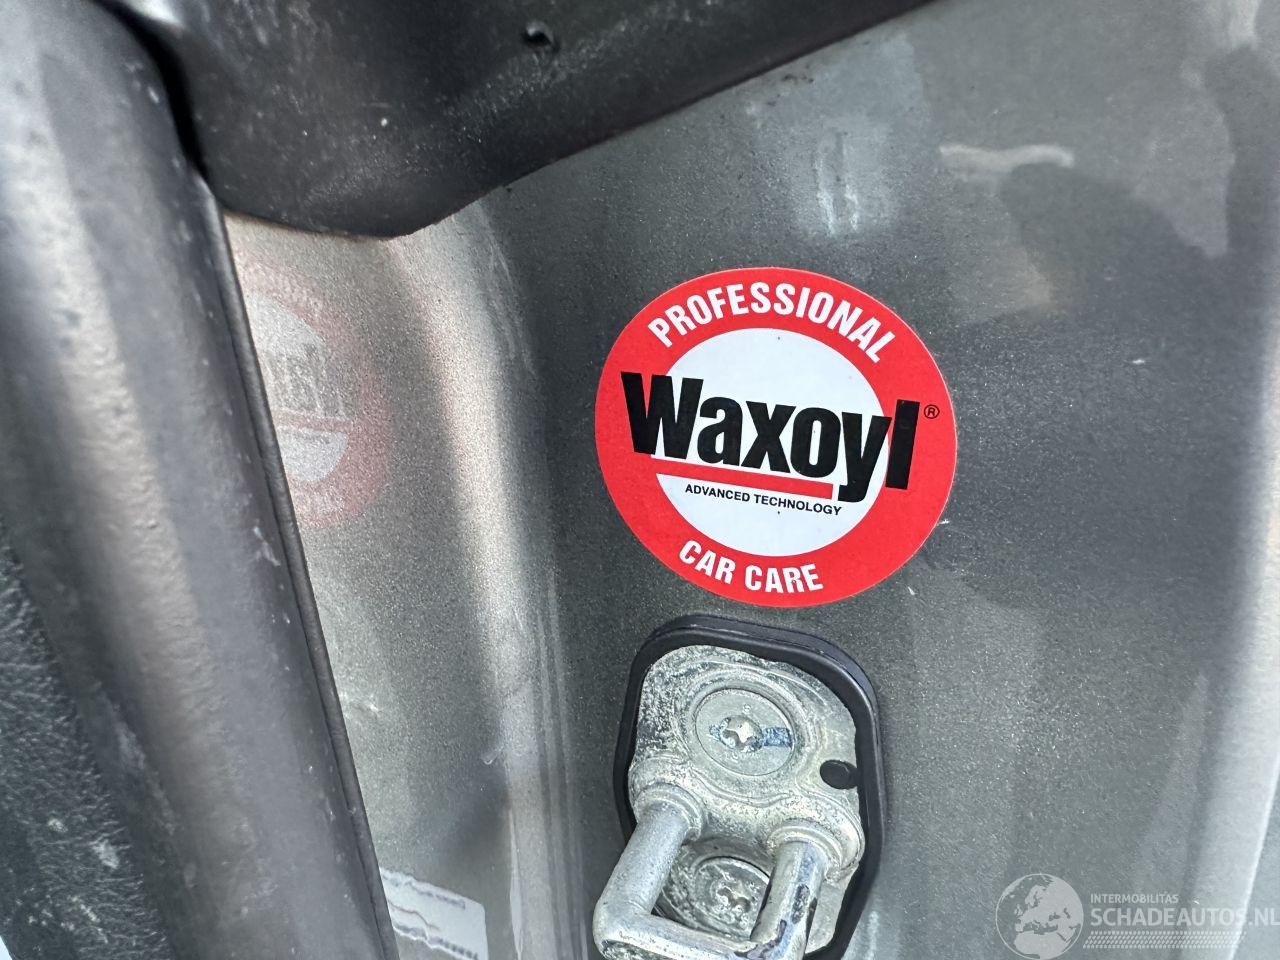 PROFESSIONAL
Waxoyl®
ADVANCED TECHNOLOGY
CAR CARE
INTERMOBILITAS
SCHADEAUTOS.NL